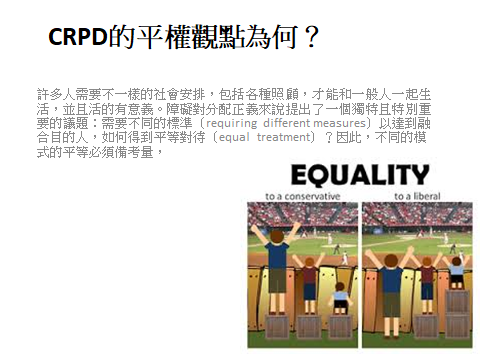 CRPD的平權觀點為何？
許多人需要不一樣的社會安排，包括各種照顧，才能和一般人一起生
活，並且活的有意義。障礙對分配正義來說提出了一個獨特且特別重
要的議題：需要不同的標準（requiring different measures）以達到融
合目的人，如何得到平等對待（equal treatment）？因此，不同的模
式的平等必須備考量，
EQUALITY
to a conservative
to a liberal